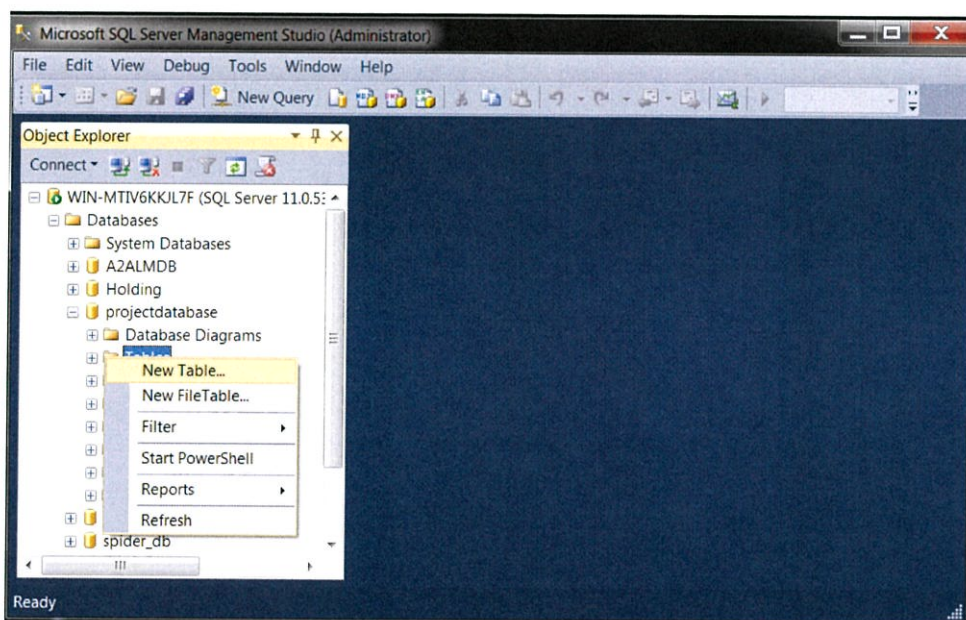 Microsoft SQL Server Management Studio (Administrator)
File Edit View Debug Tools Window Help
New Query
Object Explorer
Connect
WIN-MTIV6KKJL7F (SQL Server 11.0.5
Databases
System Databases
A2ALMDB
Holding
projectdatabase
Database Diagrams
Tables
New Table...
New FileTable...
Filter
Start PowerShell
Reports
Refresh
spider_db
Ready